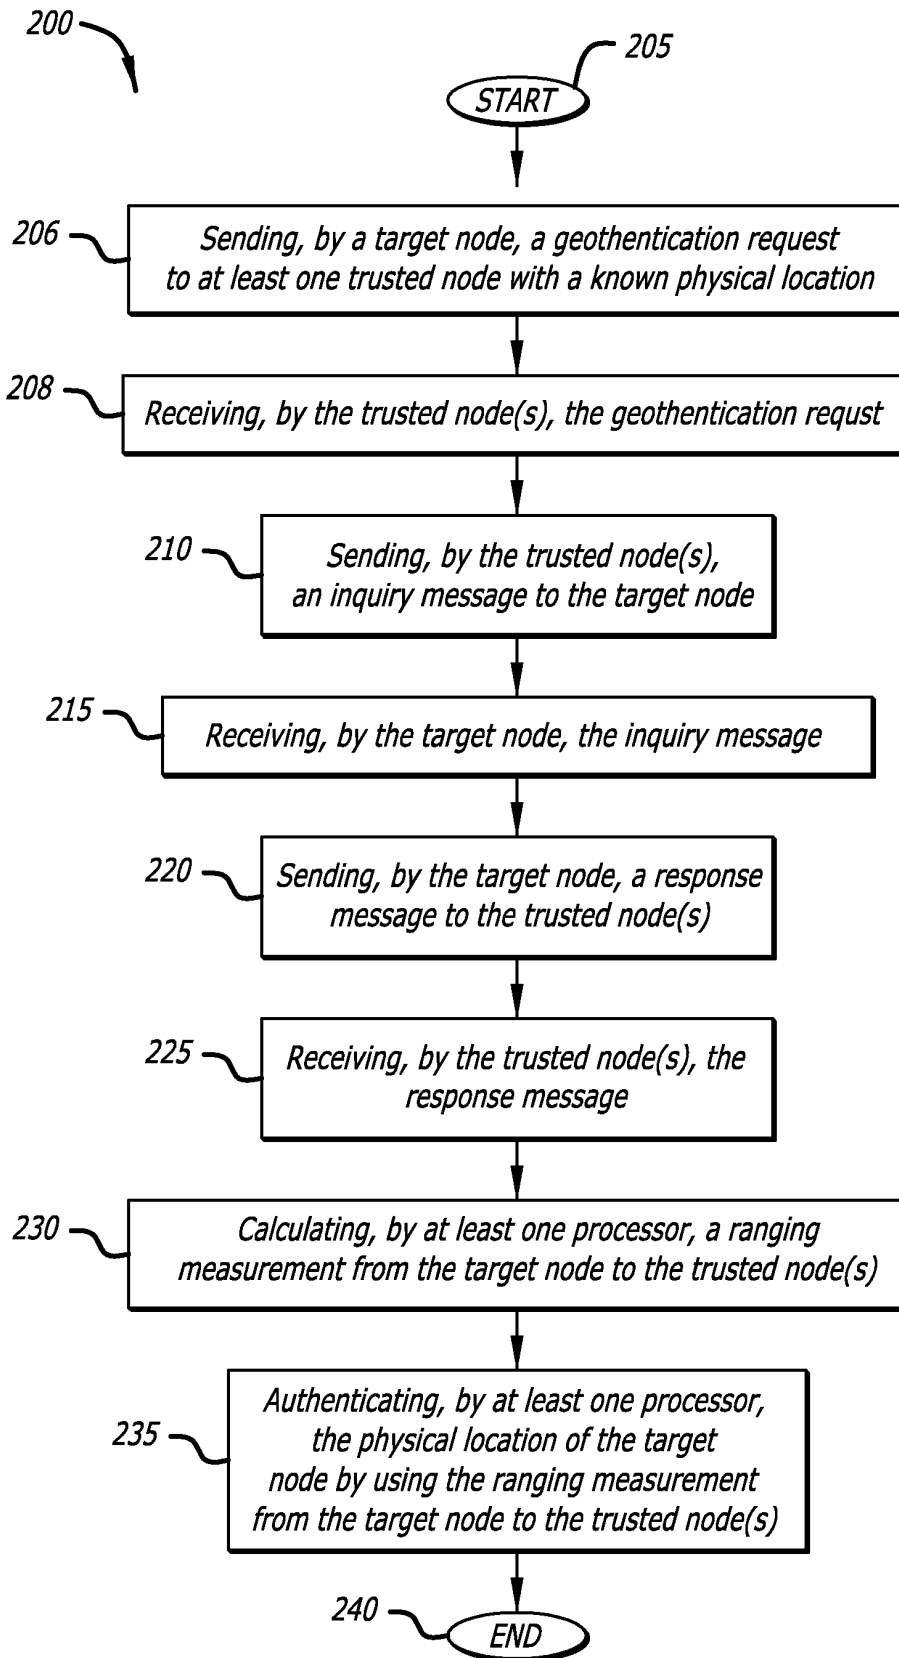 200
205
START
206
Sending, by a target node, a geothentication request
to at least one trusted node with a known physical location
208
Receiving, by the trusted node(s), the geothentication requst
210
Sending, by the trusted node(s),
an inquiry message to the target node
215
Receiving, by the target node, the inquiry message
220
Sending, by the target node, a response
message to the trusted node(s)
225
Receiving, by the trusted node(s), the
response message
230
Calculating, by at least one processor, a ranging
measurement from the target node to the trusted node(s)
235
Authenticating, by at least one processor,
the physical location of the target
node by using the ranging measurement
from the target node to the trusted node(s)
240
END